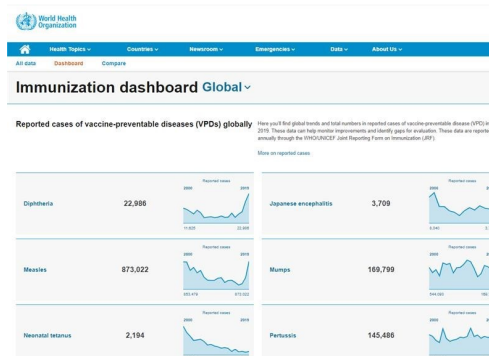 World Health
Organization
Health Topics
Countries
Newsroom
Emergencies
Data
About Us
All data
Dashboard
Compare
Immunization dashboard Global
Reported cases of vaccine-preventable diseases (VPDs) globally
Here you'll find global trends and total numbers in reported cases of vaccine-preventable disease (VPD) in
2019. These data can help monitor improvements and identify gaps for evaluation. These data are reporte
annually through the WHO/UNICEF Joint Reporting Form on Immunization (JRF).
More on reported cases
Diphtheria
22,986
Reported cases
2000 2019
11,625 22,986
Japanese encephalitis
3,709
Reported cases
2000
Measles
873,022
Reported cases
2000 2019
873,022
Mumps
169,799
Reported cases
2000
Neonatal tetanus
2,194
Reported cases
2000 2019
Pertussis
145,486
Reported cases
2000